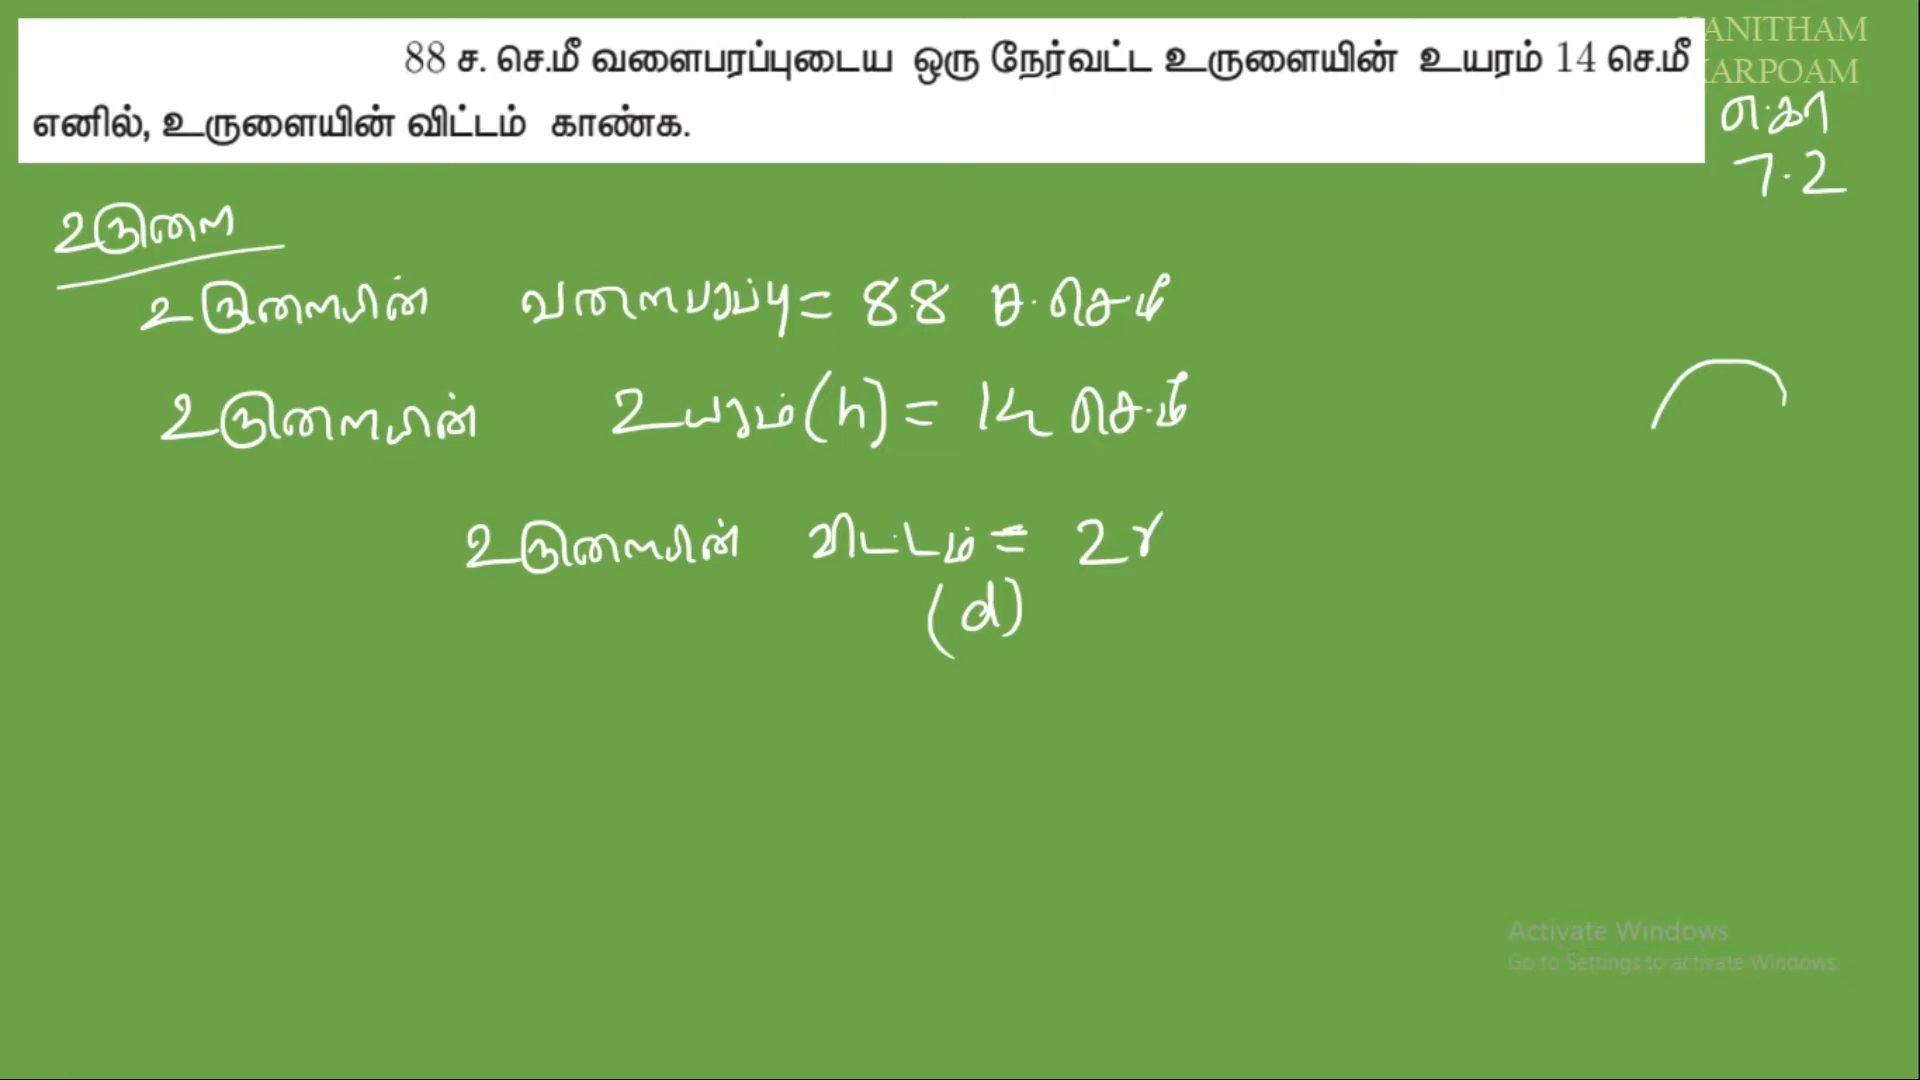 88 ச. செ.மீ வளைபரப்புடைய ஒரு நேர்வட்ட உருளையின் உயரம் 14 செ.மீ
எனில், உருளையின் விட்டம் காண்க.
ANITHAM
KARPOAM
எ.கா
7.2
உருளை
உருளையின் வளைபரப்பு = 88 ச.செ.மீ
உருளையின் உயரம் (h) = 14 செ.மீ
உருளையின் விட்டம் = 2r
(d)
Activate Windows
Go to Settings to activate Windows.